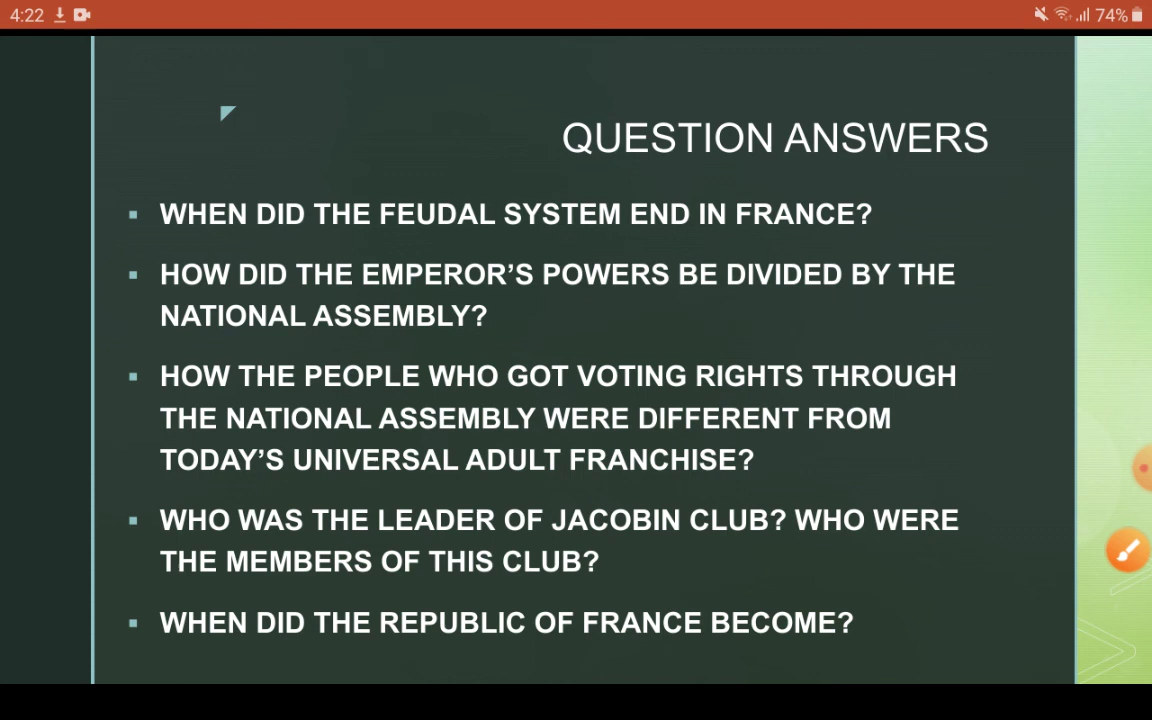 4:22
74%
QUESTION ANSWERS
WHEN DID THE FEUDAL SYSTEM END IN FRANCE?
HOW DID THE EMPEROR’S POWERS BE DIVIDED BY THE
NATIONAL ASSEMBLY?
HOW THE PEOPLE WHO GOT VOTING RIGHTS THROUGH
THE NATIONAL ASSEMBLY WERE DIFFERENT FROM
TODAY’S UNIVERSAL ADULT FRANCHISE?
WHO WAS THE LEADER OF JACOBIN CLUB? WHO WERE
THE MEMBERS OF THIS CLUB?
WHEN DID THE REPUBLIC OF FRANCE BECOME?